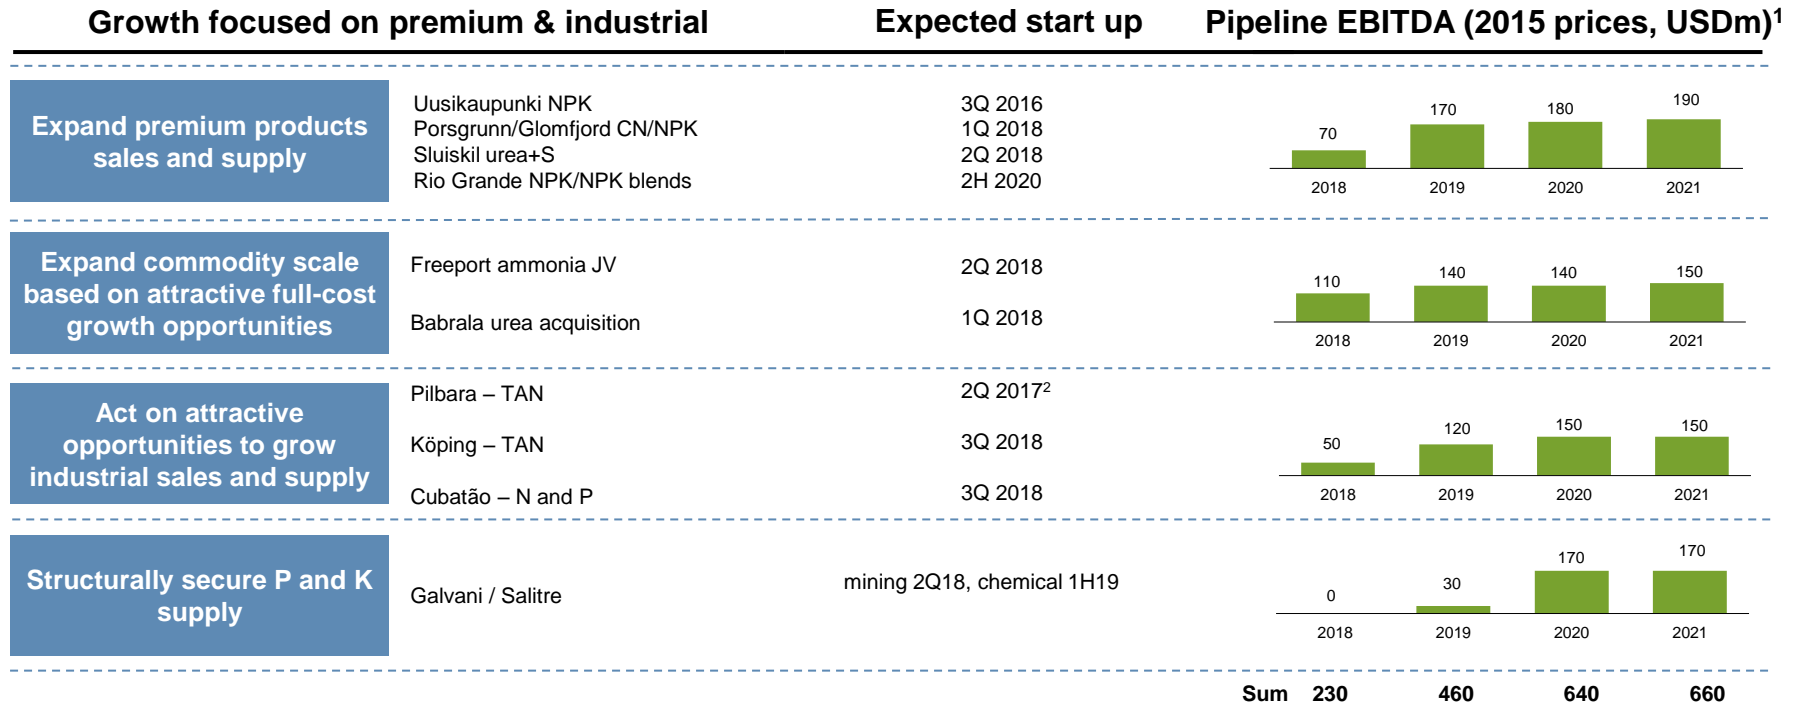 Growth focused on premium & industrial
Expected start up
Pipeline EBITDA (2015 prices, USDm)¹
Expand premium products
sales and supply
Uusikaupunki NPK
Porsgrunn/Glomfjord CN/NPK
Sluiskil urea+S
Rio Grande NPK/NPK blends
3Q 2016
1Q 2018
2Q 2018
2H 2020
70 170 180 190
2018 2019 2020 2021
Expand commodity scale
based on attractive full-cost
growth opportunities
Freeport ammonia JV
Babrala urea acquisition
2Q 2018
1Q 2018
110 140 140 150
2018 2019 2020 2021
Act on attractive
opportunities to grow
industrial sales and supply
Pilbara – TAN
Köping – TAN
Cubatão – N and P
2Q 2017²
3Q 2018
3Q 2018
50 120 150 150
2018 2019 2020 2021
Structurally secure P and K
supply
Galvani / Salitre
mining 2Q18, chemical 1H19
0 30 170 170
2018 2019 2020 2021
Sum 230 460 640 660